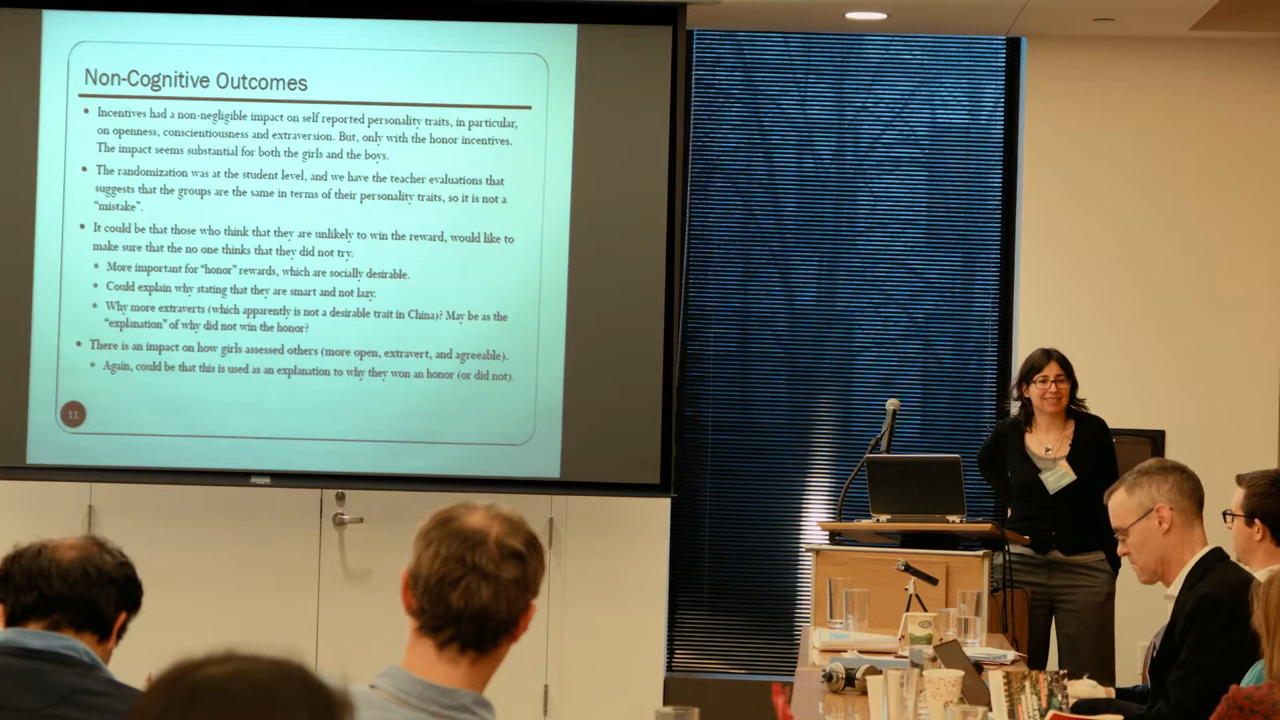 Non-Cognitive Outcomes
• Incentives had a non-negligible impact on self reported personality traits, in particular,
on openness, conscientiousness and extraversion. But, only with the honor incentives.
The impact seems substantial for both the girls and the boys.
• The randomization was at the student level, and we have the teacher evaluations that
suggests that the groups are the same in terms of their personality traits, so it is not a
“mistake”.
• It could be that those who think that they are unlikely to win the reward, would like to
make sure that the no one thinks that they did not try.
• More important for “honor” rewards, which are socially desirable.
• Could explain why stating that they are smart and not lazy.
• Why more extraverts (which apparently is not a desirable trait in China)? May be as the
“explanation” of why did not win the honor?
• There is an impact on how girls assessed others (more open, extravert, and agreeable).
• Again, could be that this is used as an explanation to why they won an honor (or did not).
11